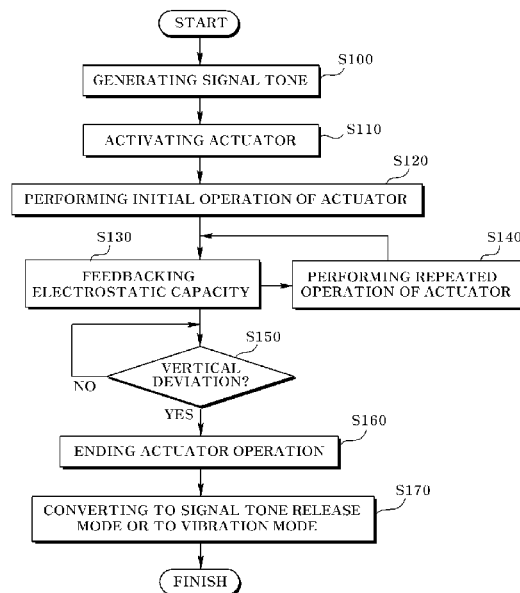 START
S100
GENERATING SIGNAL TONE
S110
ACTIVATING ACTUATOR
S120
PERFORMING INITIAL OPERATION OF ACTUATOR
S130
S140
FEEDBACKING
ELECTROSTATIC CAPACITY
PERFORMING REPEATED
OPERATION OF ACTUATOR
S150
VERTICAL
DEVIATION?
NO
YES
S160
ENDING ACTUATOR OPERATION
S170
CONVERTING TO SIGNAL TONE RELEASE
MODE OR TO VIBRATION MODE
FINISH